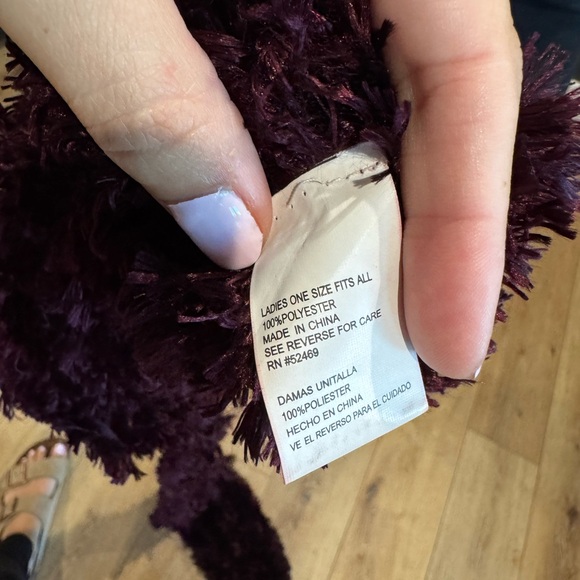 LADIES ONE SIZE FITS ALL
100%POLYESTER
MADE IN CHINA
SEE REVERSE FOR CARE
RN #52469
DAMAS UNITALLA
100%POLIESTER
HECHO EN CHINA
VE EL REVERSO PARA EL CUIDADO